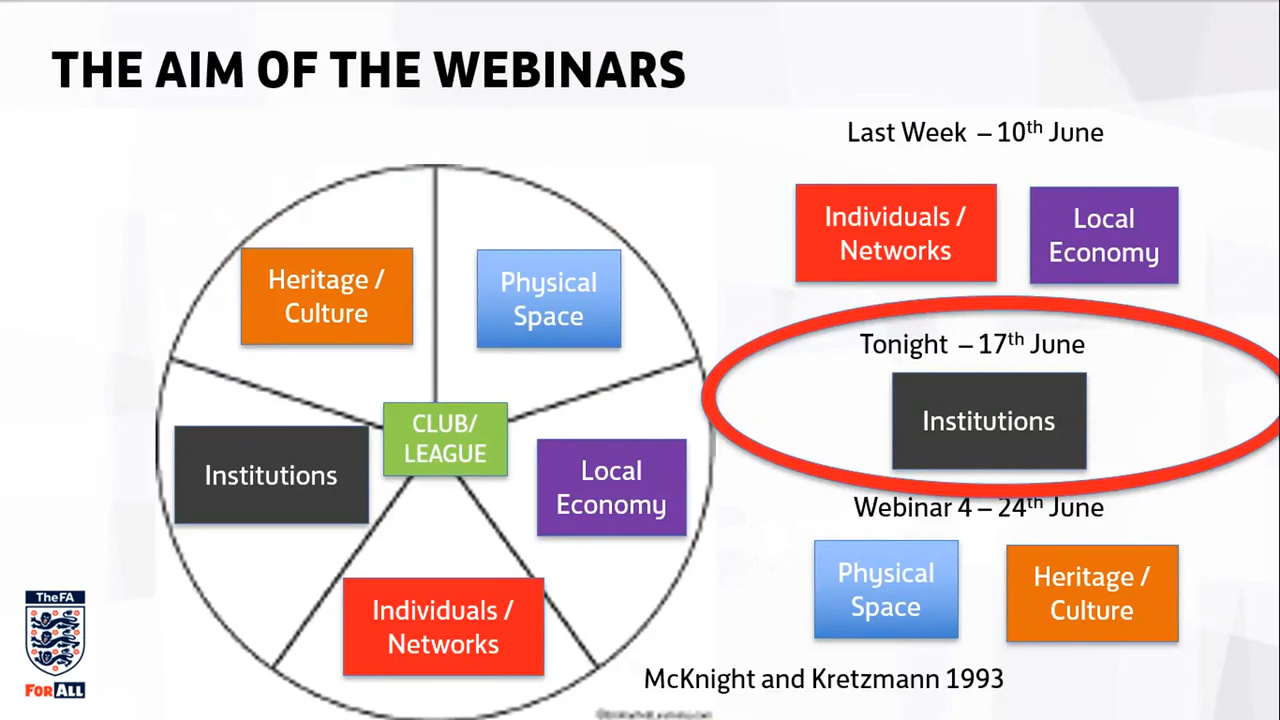 THE AIM OF THE WEBINARS
Last Week – 10th June
Individuals /
Networks
Local
Economy
Heritage /
Culture
Physical
Space
Tonight – 17th June
Institutions
CLUB/
LEAGUE
Institutions
Local
Economy
Webinar 4 – 24th June
Physical
Space
Heritage /
Culture
Individuals /
Networks
TheFA
FORALL
McKnight and Kretzmann 1993